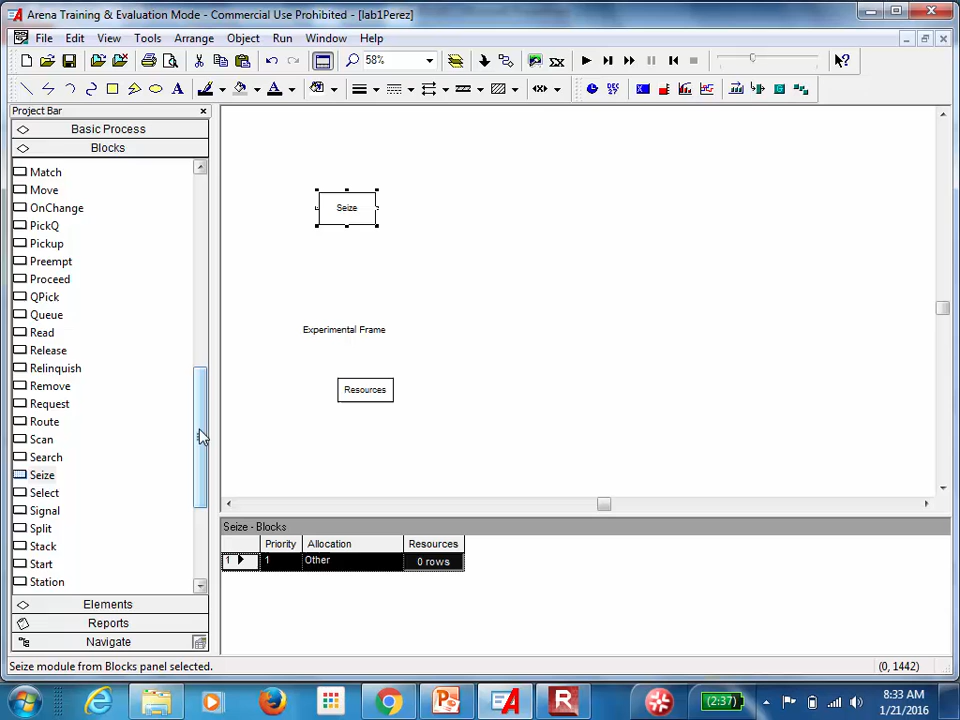 Arena Training & Evaluation Mode - Commercial Use Prohibited - [lab1Perez]
File Edit View Tools Arrange Object Run Window Help
58%
Project Bar
Basic Process
Blocks
Match
Move
OnChange
PickQ
Pickup
Preempt
Proceed
QPick
Queue
Read
Release
Relinquish
Remove
Request
Route
Scan
Search
Seize
Select
Signal
Split
Stack
Start
Station
Elements
Reports
Navigate
Seize
Experimental Frame
Resources
Seize - Blocks
Priority Allocation Resources
1 1 Other 0 rows
Seize module from Blocks panel selected.
(0, 1442)
(2:37)
8:33 AM
1/21/2016